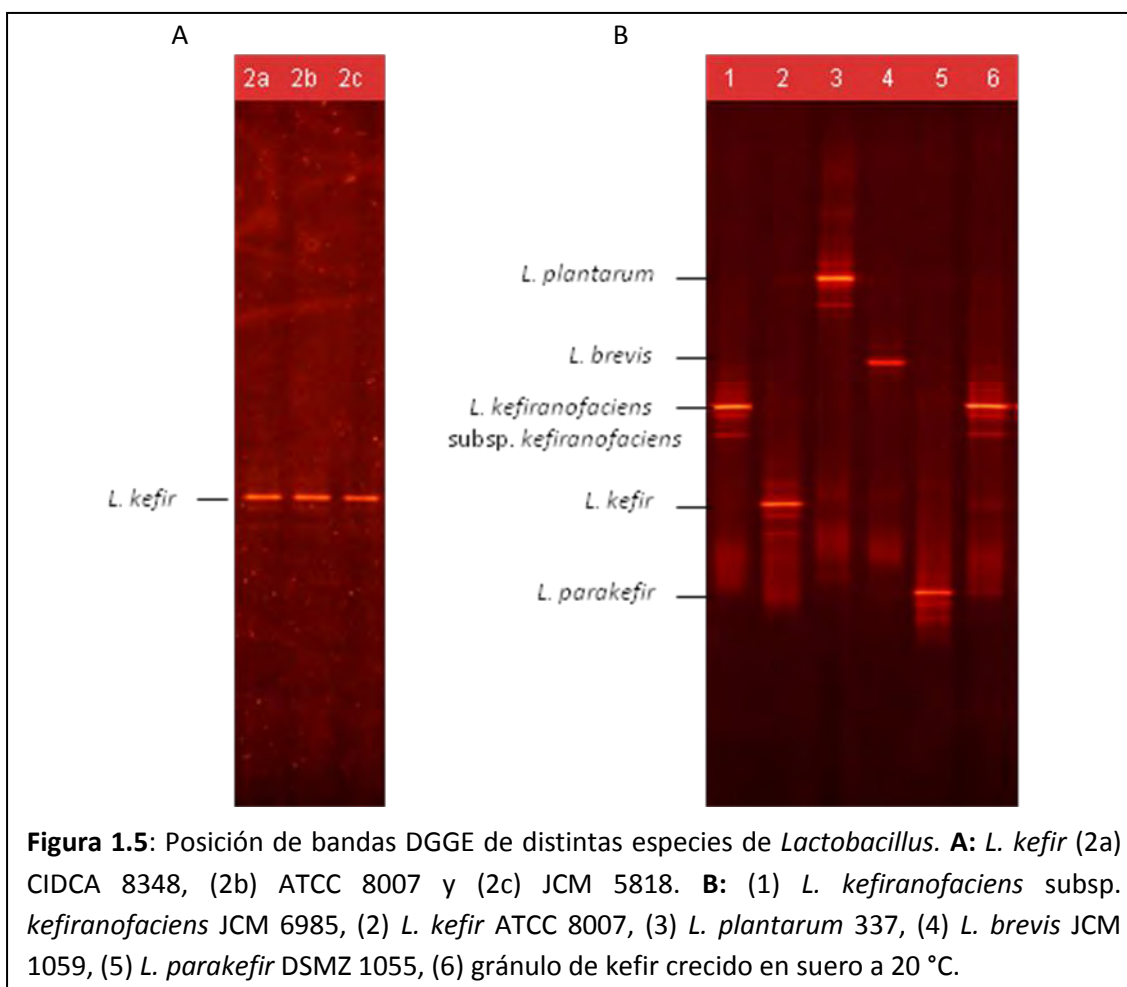 A
B
2a 2b 2c
1 2 3 4 5 6
L. plantarum
L. brevis
L. kefiranofaciens
subsp. kefiranofaciens
L. kefir
L. kefir
L. parakefir
Figura 1.5: Posición de bandas DGGE de distintas especies de Lactobacillus. A: L. kefir (2a)
CIDCA 8348, (2b) ATCC 8007 y (2c) JCM 5818. B: (1) L. kefiranofaciens subsp.
kefiranofaciens JCM 6985, (2) L. kefir ATCC 8007, (3) L. plantarum 337, (4) L. brevis JCM
1059, (5) L. parakefir DSMZ 1055, (6) gránulo de kefir crecido en suero a 20 °C.